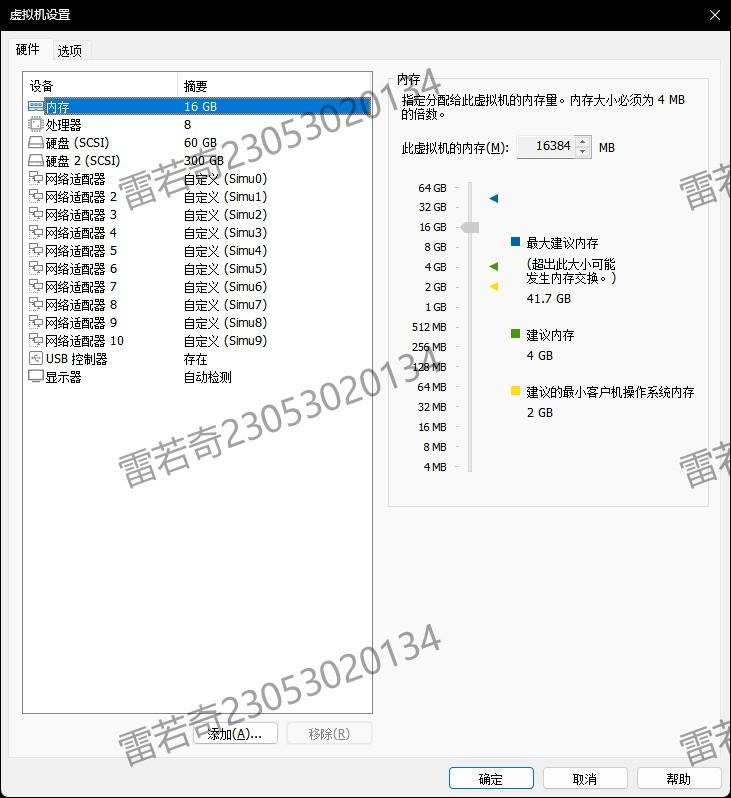 虚拟机设置
硬件 选项
设备 摘要
内存 16 GB
处理器 8
硬盘 (SCSI) 60 GB
硬盘 2 (SCSI) 300 GB
网络适配器 自定义 (Simu0)
网络适配器 2 自定义 (Simu1)
网络适配器 3 自定义 (Simu2)
网络适配器 4 自定义 (Simu3)
网络适配器 5 自定义 (Simu4)
网络适配器 6 自定义 (Simu5)
网络适配器 7 自定义 (Simu6)
网络适配器 8 自定义 (Simu7)
网络适配器 9 自定义 (Simu8)
网络适配器 10 自定义 (Simu9)
USB 控制器 存在
显示器 自动检测
添加(A)... 移除(R)
内存
指定分配给此虚拟机的内存量。内存大小必须为 4 MB
的倍数。
此虚拟机的内存(M): 16384 MB
64 GB
32 GB
16 GB
8 GB
4 GB
2 GB
1 GB
512 MB
256 MB
128 MB
64 MB
32 MB
16 MB
8 MB
4 MB
最大建议内存
(超出此大小可能
发生内存交换。)
41.7 GB
建议内存
4 GB
建议的最小客户机操作系统内存
2 GB
确定 取消 帮助
雷若奇23053020134
雷若奇23053020134
雷若奇23053020134
雷
雷
雷